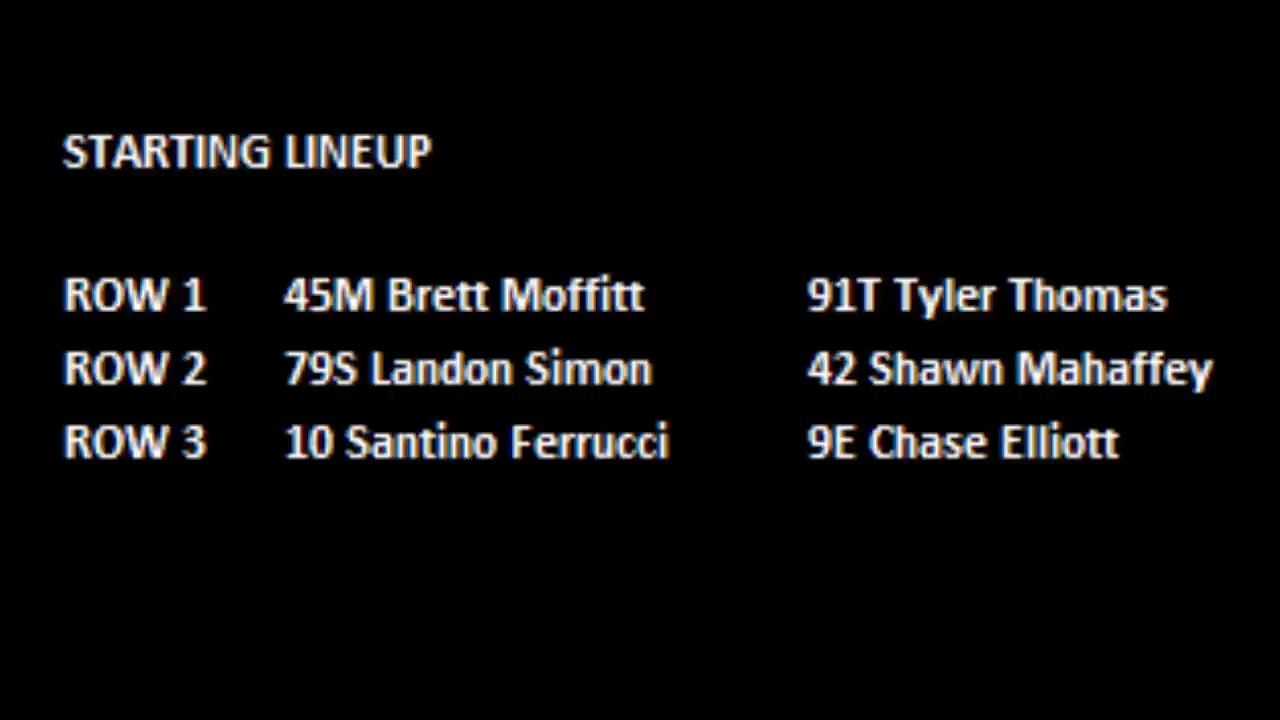 STARTING LINEUP
ROW 1 45M Brett Moffitt 91T Tyler Thomas
ROW 2 79S Landon Simon 42 Shawn Mahaffey
ROW 3 10 Santino Ferrucci 9E Chase Elliott